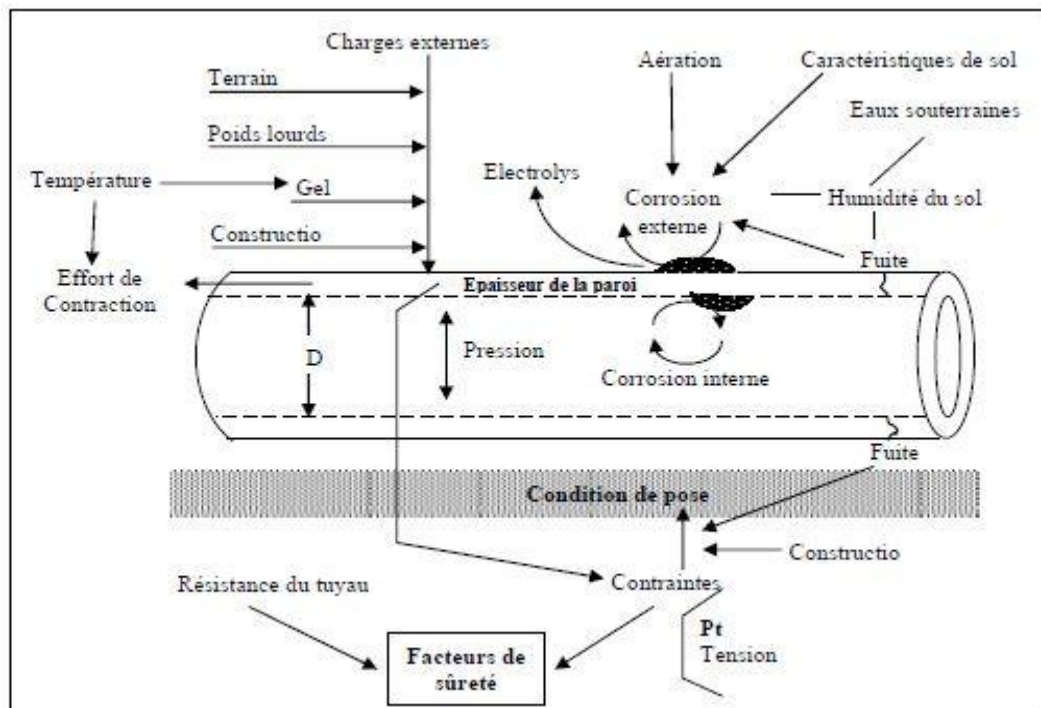 Charges externes
Aération
Caractéristiques de sol
Terrain
Eaux souterraines
Poids lourds
Electrolys
Température
Gel
Corrosion
externe
Humidité du sol
Constructio
Fuite
Effort de
Contraction
Epaisseur de la paroi
D
Pression
Corrosion interne
Fuite
Condition de pose
Constructio
Résistance du tuyau
Contraintes
Pt
Tension
Facteurs de
sûreté